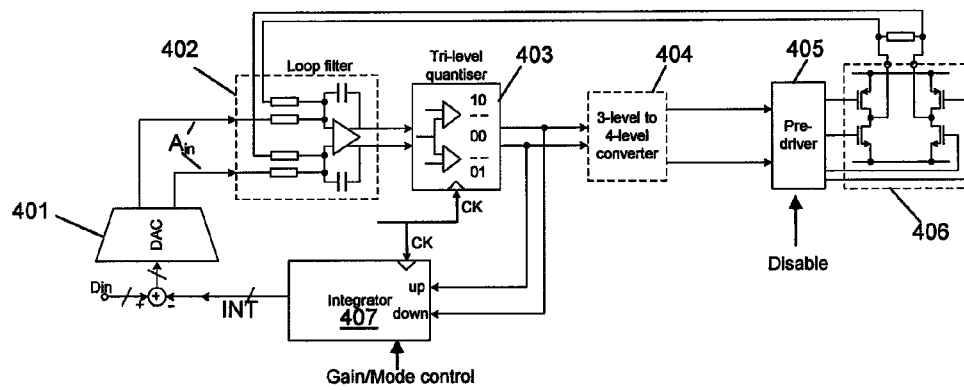 402
Loop filter
Tri-level
quantiser
403
10
00
01
CK
404
3-level to
4-level
converter
405
Pre-
driver
406
Disable
Ain
401
DAC
Din
+
+
-
INT
CK
Integrator
407
up
down
Gain/Mode control